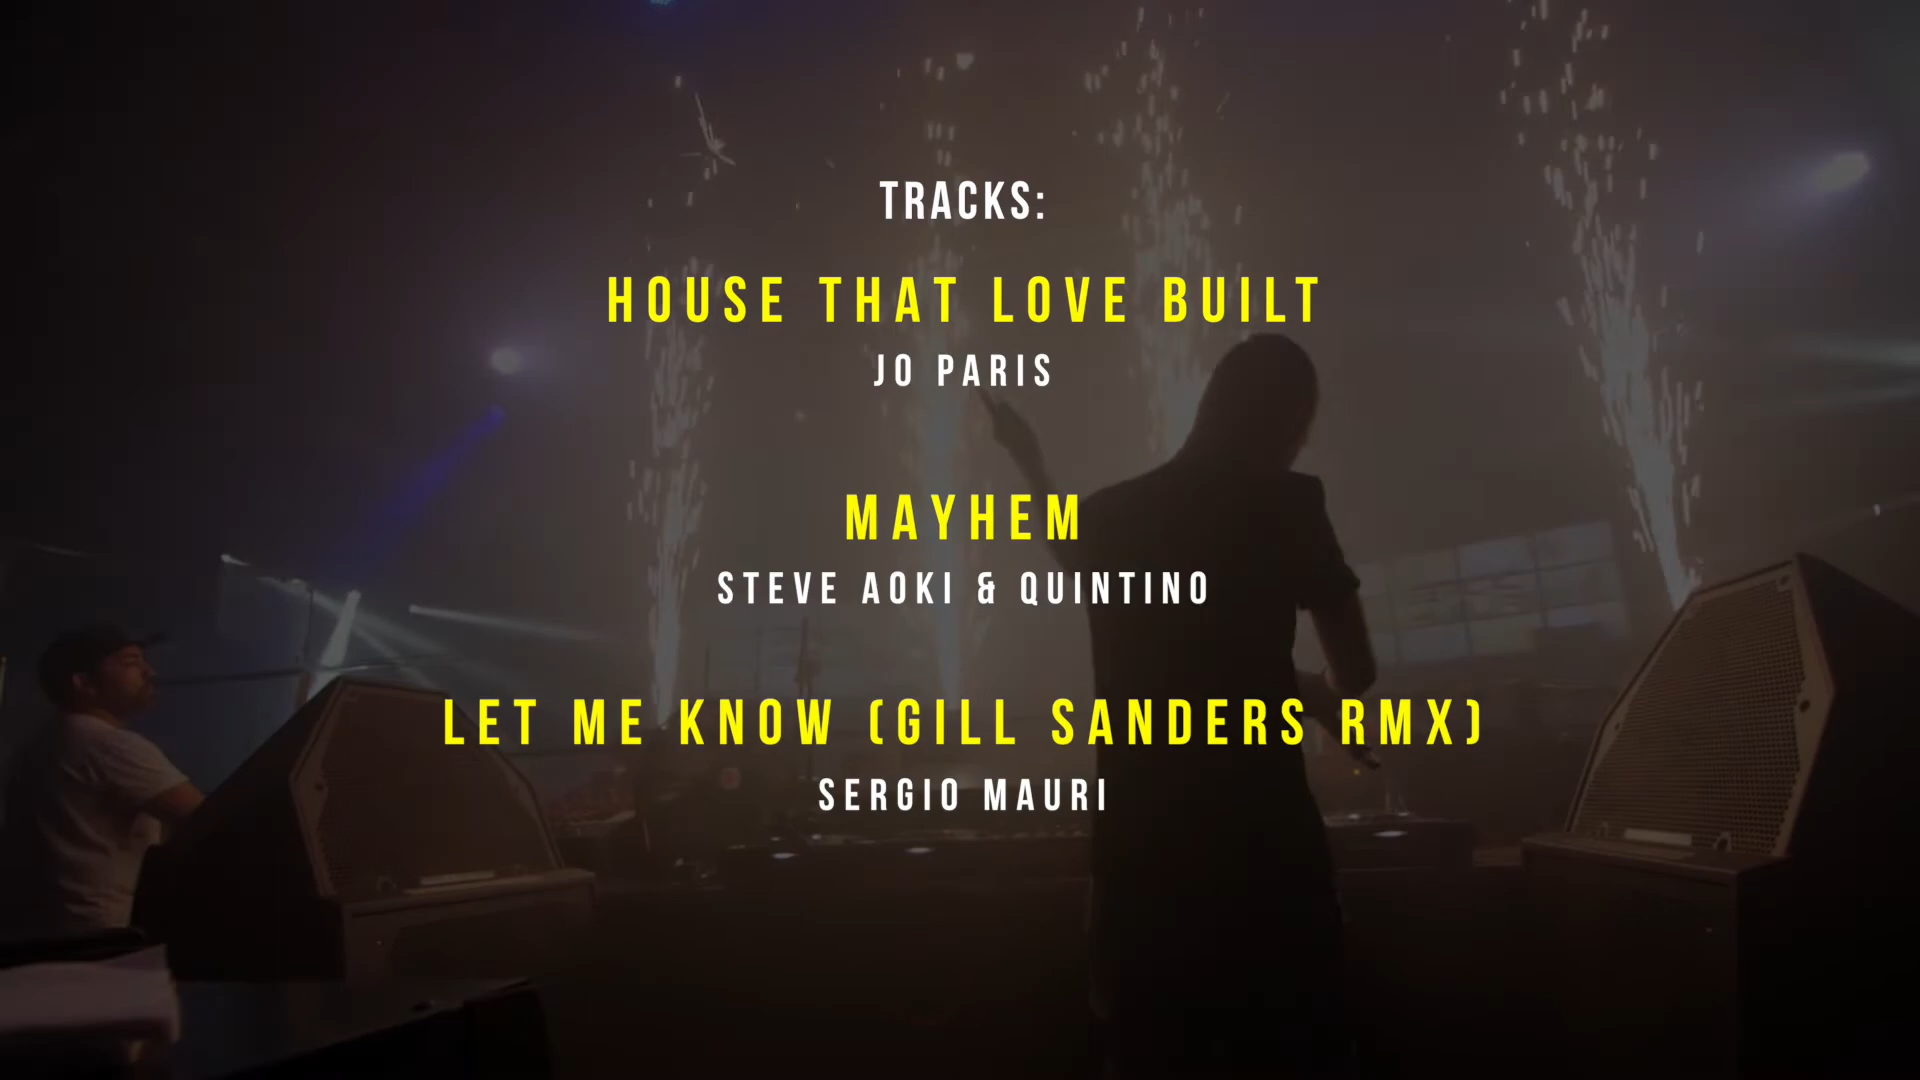 TRACKS:
HOUSE THAT LOVE BUILT
JO PARIS
MAYHEM
STEVE AOKI & QUINTINO
LET ME KNOW (GILL SANDERS RMX)
SERGIO MAURI